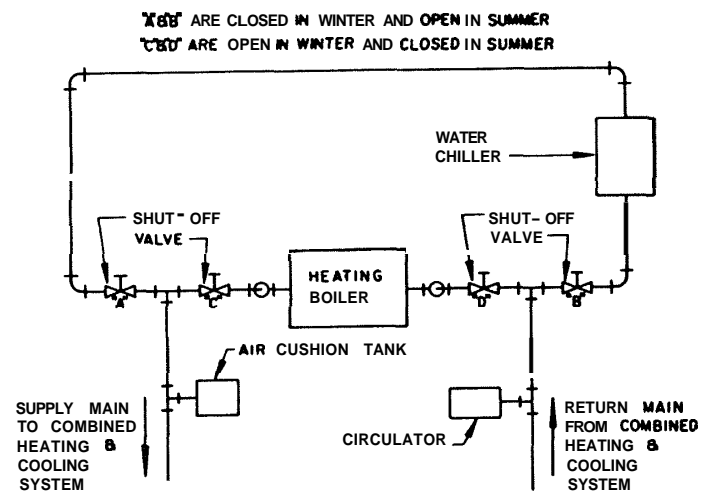 "A&B" ARE CLOSED IN WINTER AND OPEN IN SUMMER
"C&D" ARE OPEN IN WINTER AND CLOSED IN SUMMER
WATER
CHILLER
SHUT-OFF
VALVE
SHUT-OFF
VALVE
HEATING
BOILER
"A"
"C"
"D"
"B"
AIR CUSHION TANK
SUPPLY MAIN
TO COMBINED
HEATING &
COOLING
SYSTEM
CIRCULATOR
RETURN MAIN
FROM COMBINED
HEATING &
COOLING
SYSTEM